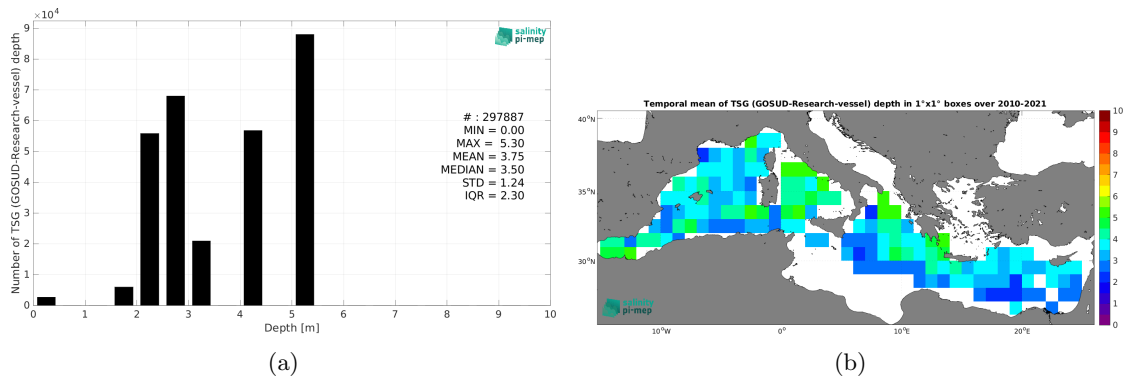 ×10⁴
9
8
7
6
5
4
3
2
1
0
Number of TSG (GOSUD-Research-vessel) depth
salinity
pi-mep
# : 297887
MIN = 0.00
MAX = 5.30
MEAN = 3.75
MEDIAN = 3.50
STD = 1.24
IQR = 2.30
0 1 2 3 4 5 6 7 8 9 10
Depth [m]
(a)
Temporal mean of TSG (GOSUD-Research-vessel) depth in 1°x1° boxes over 2010-2021
40°N
35°N
30°N
10°W 0° 10°E 20°E
salinity
pi-mep
10
9
8
7
6
5
4
3
2
1
0
(b)